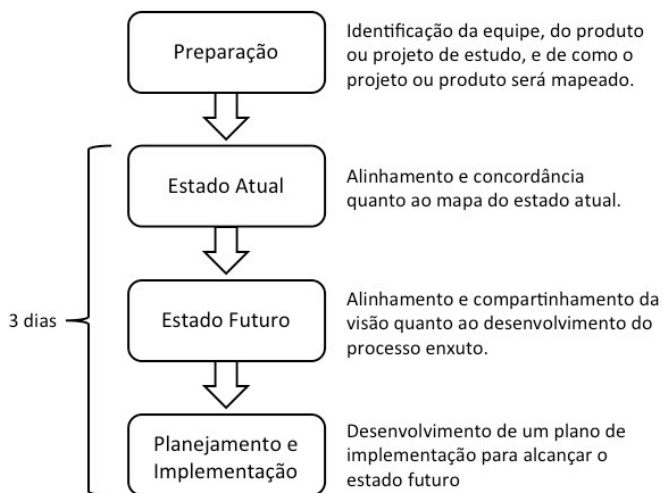 Preparação
Identificação da equipe, do produto
ou projeto de estudo, e de como o
projeto ou produto será mapeado.
Estado Atual
Alinhamento e concordância
quanto ao mapa do estado atual.
3 dias
Estado Futuro
Alinhamento e compartinhamento da
visão quanto ao desenvolvimento do
processo enxuto.
Planejamento e
Implementação
Desenvolvimento de um plano de
implementação para alcançar o
estado futuro